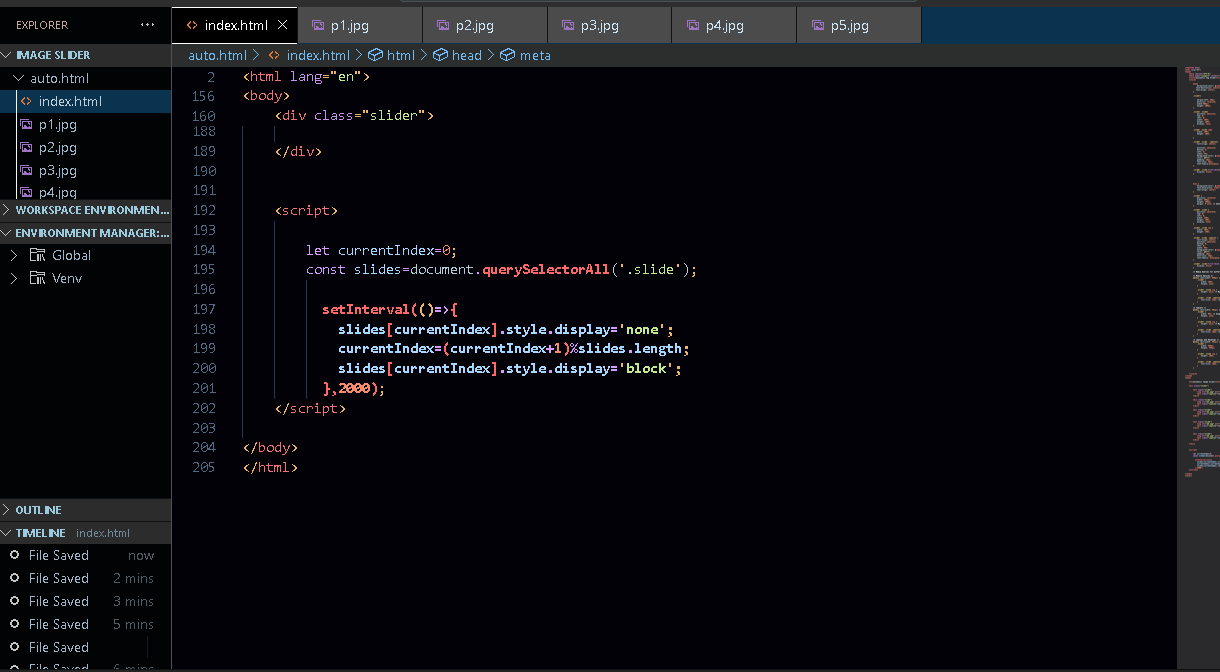 EXPLORER ···
index.html
p1.jpg
p2.jpg
p3.jpg
p4.jpg
p5.jpg
IMAGE SLIDER
auto.html
index.html
p1.jpg
p2.jpg
p3.jpg
p4.jpg
WORKSPACE ENVIRONMEN...
ENVIRONMENT MANAGER:...
Global
Venv
OUTLINE
TIMELINE index.html
File Saved now
File Saved 2 mins
File Saved 3 mins
File Saved 5 mins
File Saved
File Saved 6 mins
auto.html > <> index.html > html > head > meta
2 <html lang="en">
156 <body>
160 <div class="slider">
188
189 </div>
190
191
192 <script>
193
194 let currentIndex=0;
195 const slides=document.querySelectorAll('.slide');
196
197 setInterval(()=>{
198 slides[currentIndex].style.display='none';
199 currentIndex=(currentIndex+1)%slides.length;
200 slides[currentIndex].style.display='block';
201 },2000);
202 </script>
203
204 </body>
205 </html>